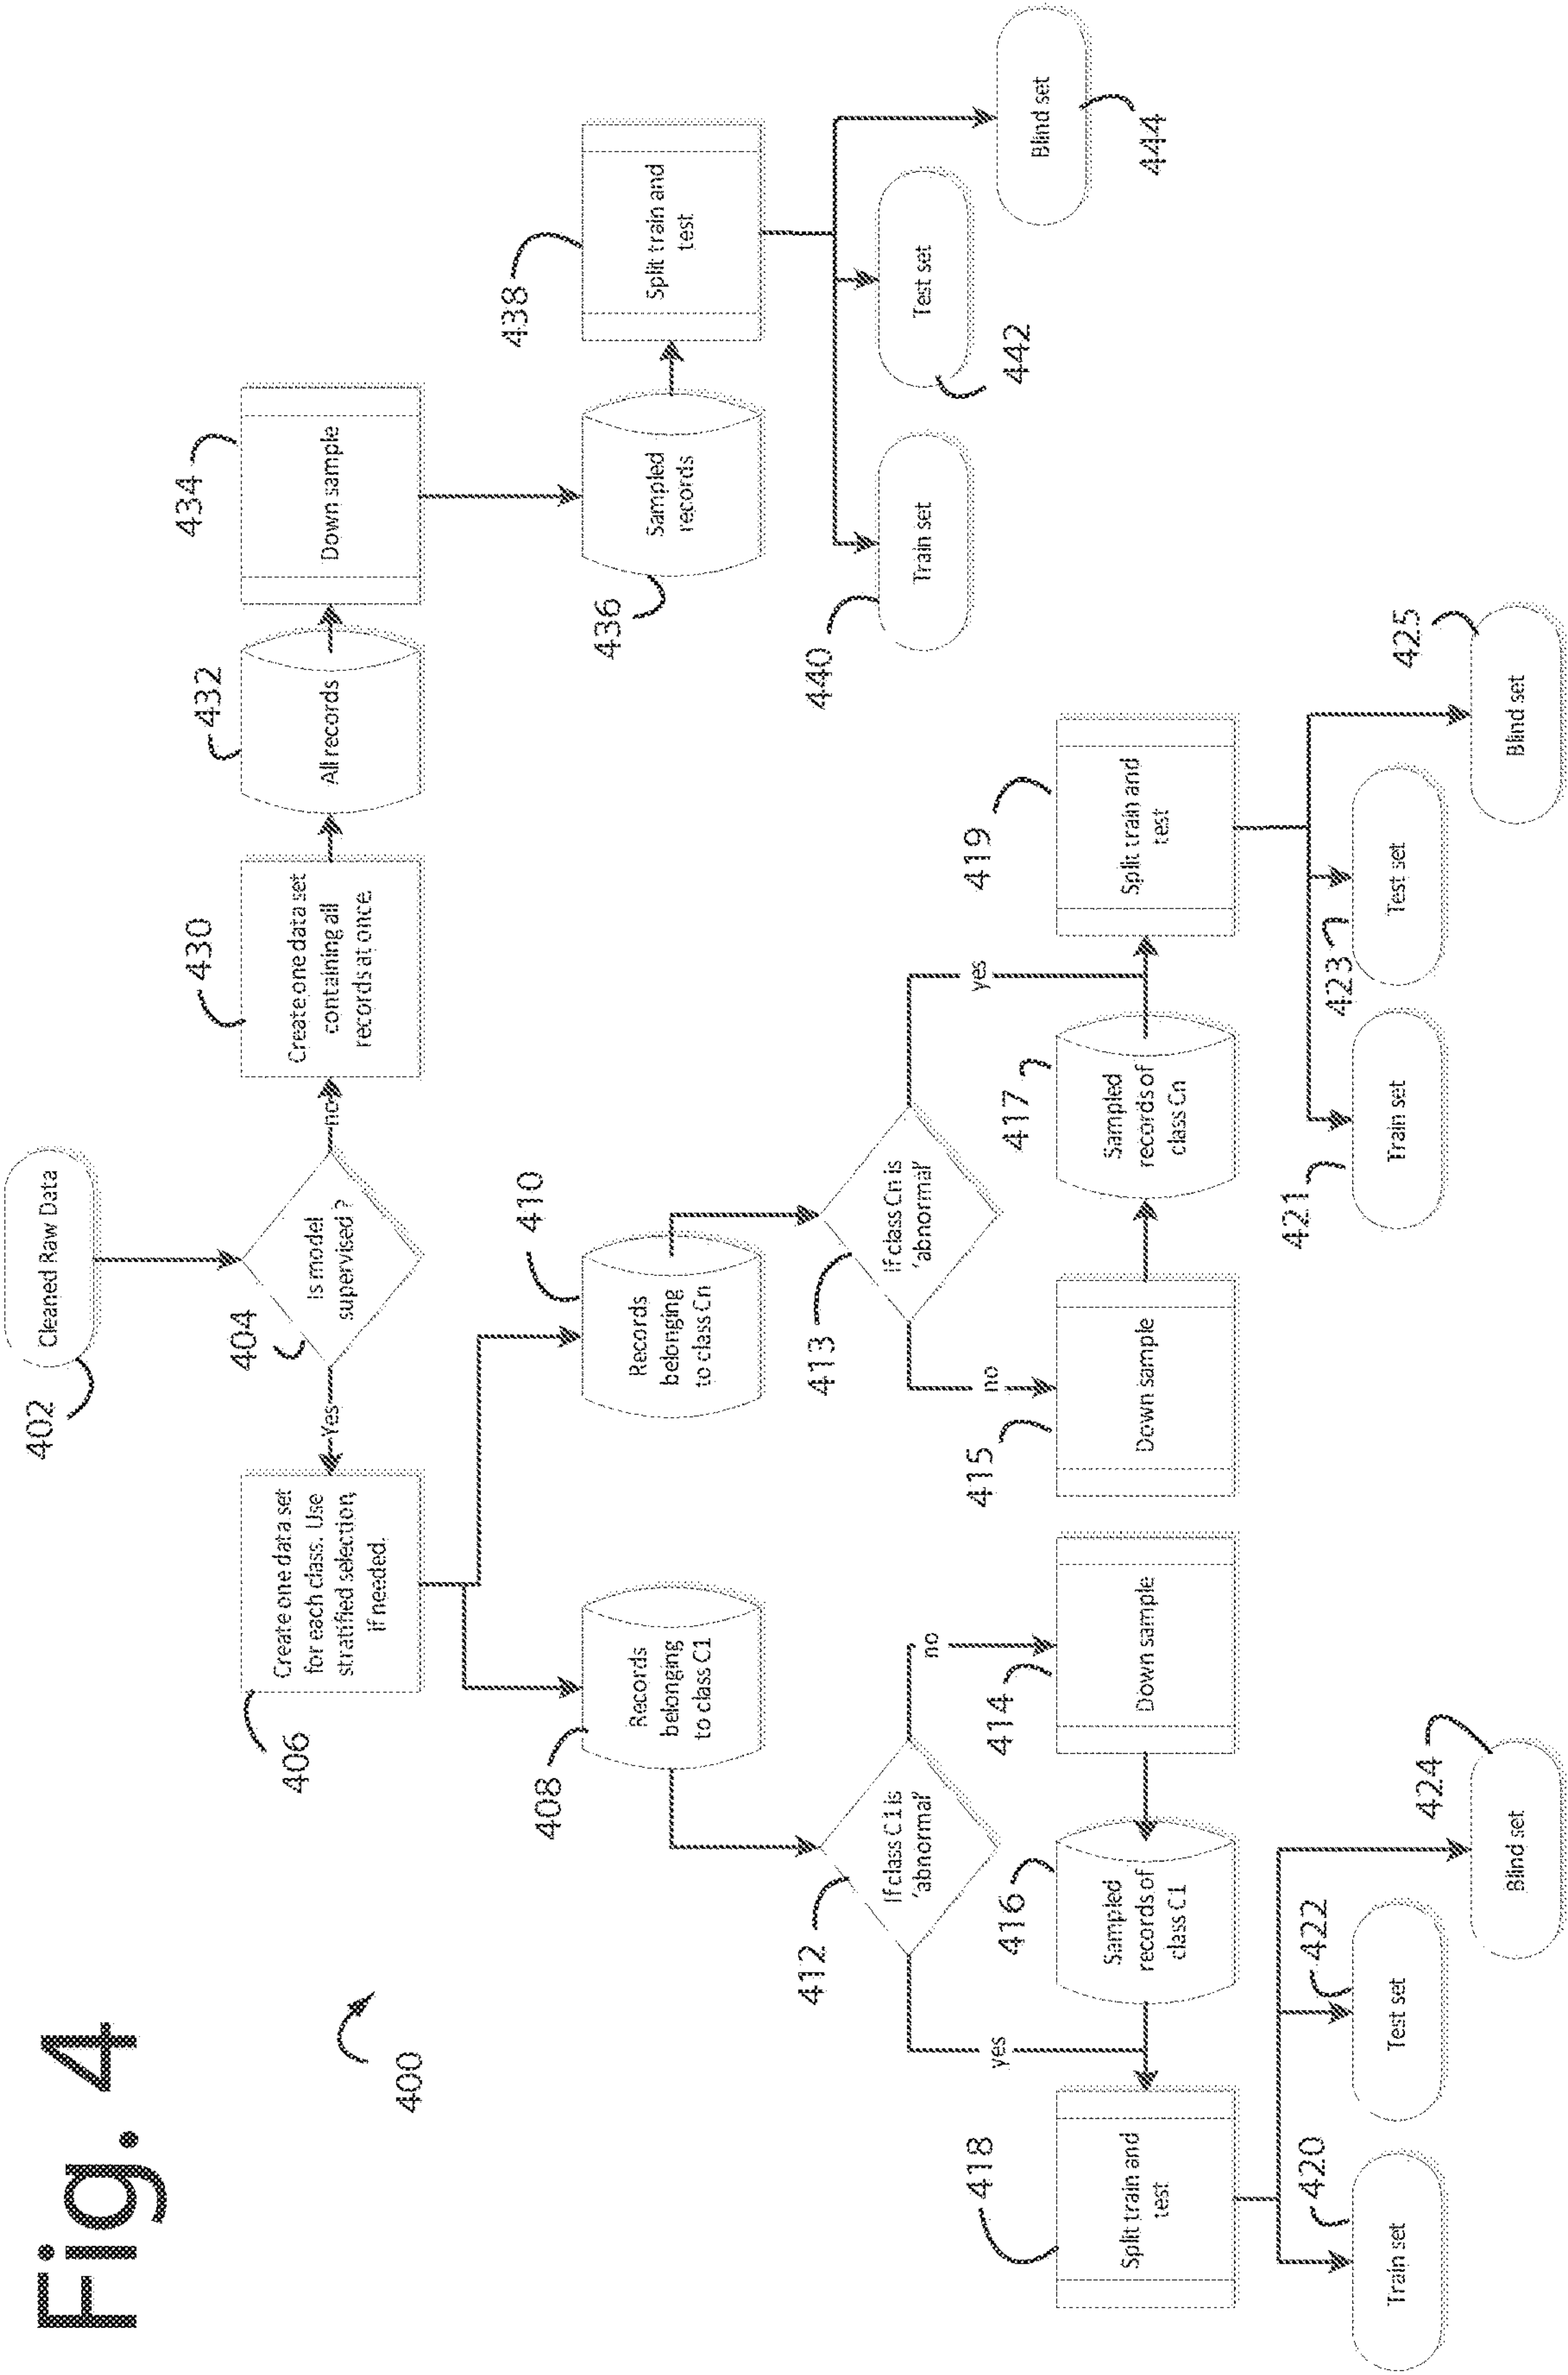 Fig. 4
400
402
Cleaned Raw Data
404
Is model
supervised ?
Yes
no
406
Create one data set
for each class. Use
stratified selection,
if needed.
430
Create one data set
containing all
records at once.
432
All records
434
Down sample
408
Records
belonging
to class C1
410
Records
belonging
to class Cn
436
Sampled
records
438
Split train and
test
412
If class C1 is
'abnormal'
yes
no
413
If class Cn is
'abnormal'
no
yes
440
Train set
442
Test set
444
Blind set
418
Split train and
test
416
Sampled
records of
class C1
414
Down sample
415
Down sample
417
Sampled
records of
class Cn
419
Split train and
test
420
Train set
422
Test set
424
Blind set
421
Train set
423
Test set
425
Blind set